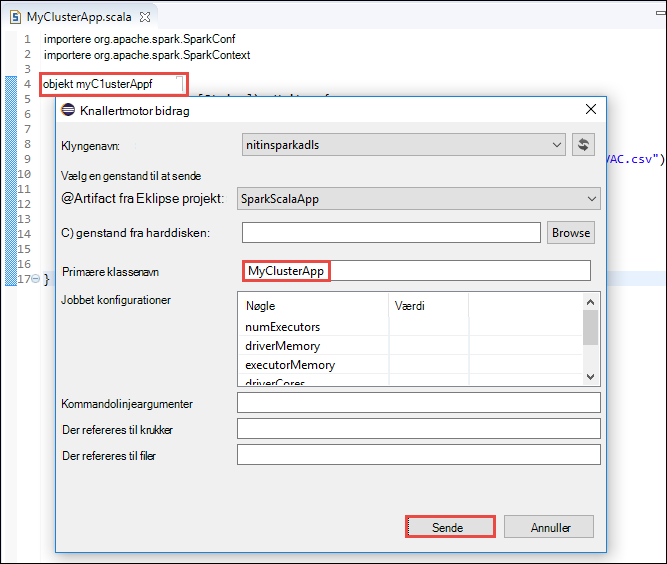 MyClusterApp.scala
1 importere org.apache.spark.SparkConf
2 importere org.apache.spark.SparkContext
3
4 objekt myC1usterAppf
5
6
7
8
9 VAC.csv")
10
11
12
13
14
15
16
17 }
Knallertmotor bidrag
Klyngenavn: nitinsparkadls
Vælg en genstand til at sende
@Artifact fra Eklipse projekt: SparkScalaApp
C) genstand fra harddisken: Browse
Primære klassenavn MyClusterApp
Jobbet konfigurationer
Nøgle Værdi
numExecutors
driverMemory
executorMemory
driverCores
Kommandolinjeargumenter
Der refereres til krukker
Der refereres til filer
Sende Annuller